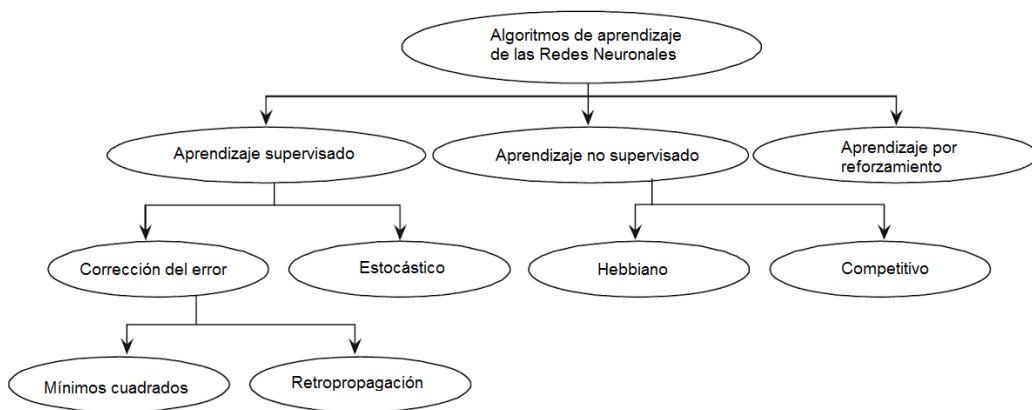 Algoritmos de aprendizaje
de las Redes Neuronales
Aprendizaje supervisado
Aprendizaje no supervisado
Aprendizaje por
reforzamiento
Corrección del error
Estocástico
Hebbiano
Competitivo
Mínimos cuadrados
Retropropagación